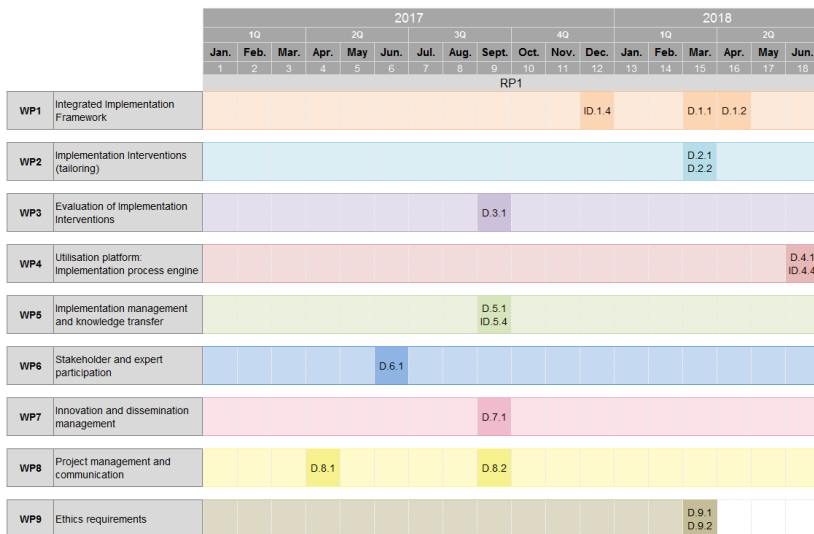 2017 2018
1Q 2Q 3Q 4Q 1Q 2Q
Jan. Feb. Mar. Apr. May Jun. Jul. Aug. Sept. Oct. Nov. Dec. Jan. Feb. Mar. Apr. May Jun.
1 2 3 4 5 6 7 8 9 10 11 12 13 14 15 16 17 18
RP1
WP1 Integrated Implementation
Framework
ID.1.4 D.1.1 D.1.2
WP2 Implementation Interventions
(tailoring)
D.2.1
D.2.2
WP3 Evaluation of Implementation
Interventions
D.3.1
WP4 Utilisation platform:
Implementation process engine
D.4.1
ID.4.4
WP5 Implementation management
and knowledge transfer
D.5.1
ID.5.4
WP6 Stakeholder and expert
participation
D.6.1
WP7 Innovation and dissemination
management
D.7.1
WP8 Project management and
communication
D.8.1 D.8.2
WP9 Ethics requirements
D.9.1
D.9.2